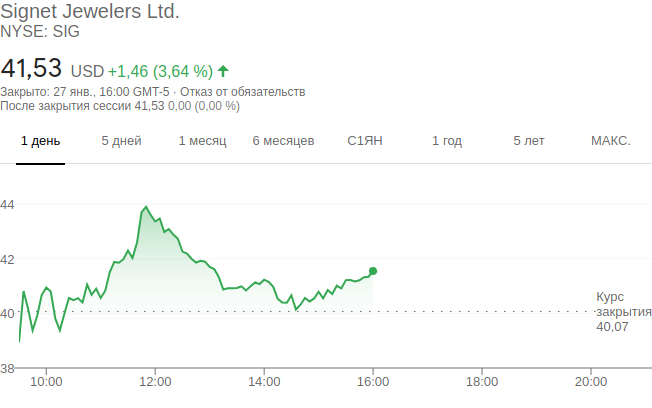 Signet Jewelers Ltd.
NYSE: SIG
41,53 USD +1,46 (3,64 %)
Закрыто: 27 янв., 16:00 GMT-5 · Отказ от обязательств
После закрытия сессии 41,53 0,00 (0,00 %)
1 день 5 дней 1 месяц 6 месяцев С1ЯН 1 год 5 лет МАКС.
44
42
Курс
40 закрытия
40,07
38
10:00 12:00 14:00 16:00 18:00 20:00